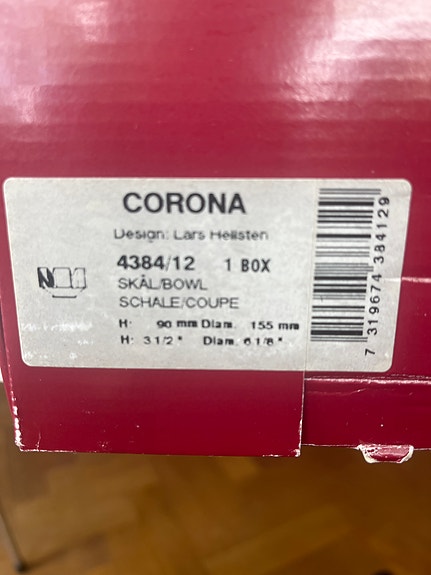 CORONA
Design: Lars Hellsten
4384/12 1 BOX
SKÅL/BOWL
SCHALE/COUPE
H: 90 mm Diam. 155 mm
H: 3 1/2 " Diam. 6 1/8 "
7 319674 384129